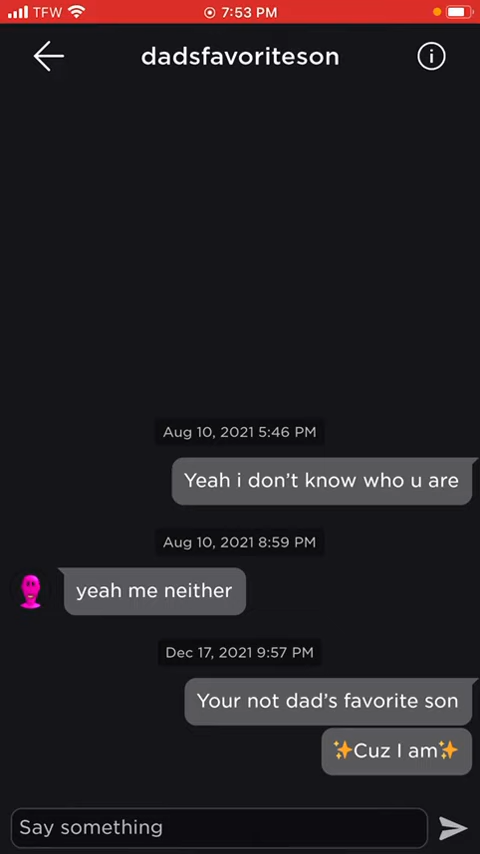 TFW 7:53 PM
dadsfavoriteson
Aug 10, 2021 5:46 PM
Yeah i don’t know who u are
Aug 10, 2021 8:59 PM
yeah me neither
Dec 17, 2021 9:57 PM
Your not dad’s favorite son
✨Cuz I am✨
Say something